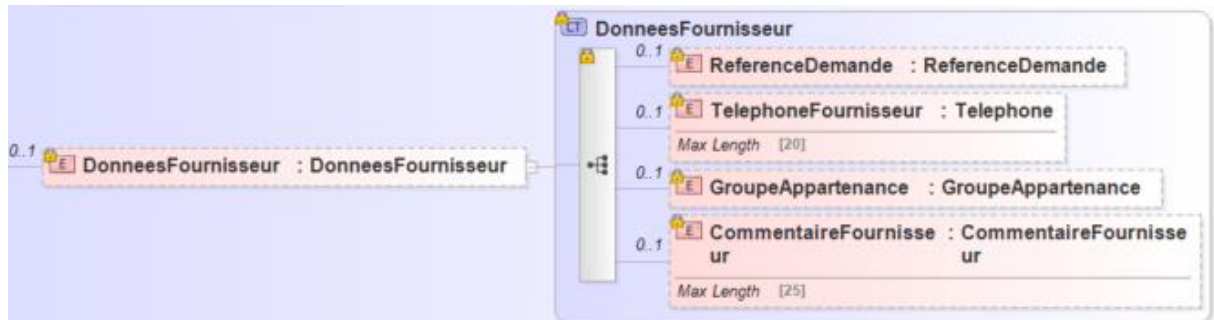 CT DonneesFournisseur
0..1 E ReferenceDemande : ReferenceDemande
0..1 E TelephoneFournisseur : Telephone
Max Length [20]
0..1 E DonneesFournisseur : DonneesFournisseur
0..1 E GroupeAppartenance : GroupeAppartenance
0..1 E CommentaireFournisse : CommentaireFournisse
ur ur
Max Length [25]